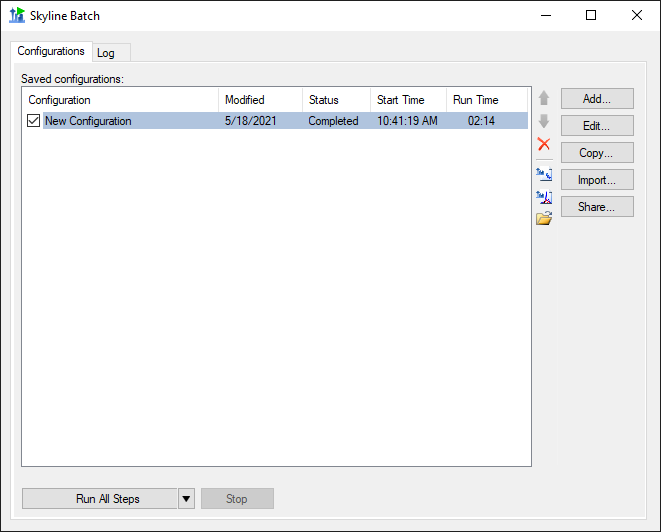 Skyline Batch
Configurations Log
Saved configurations:
Configuration Modified Status Start Time Run Time
New Configuration 5/18/2021 Completed 10:41:19 AM 02:14
Add...
Edit...
Copy...
Import...
Share...
Run All Steps Stop